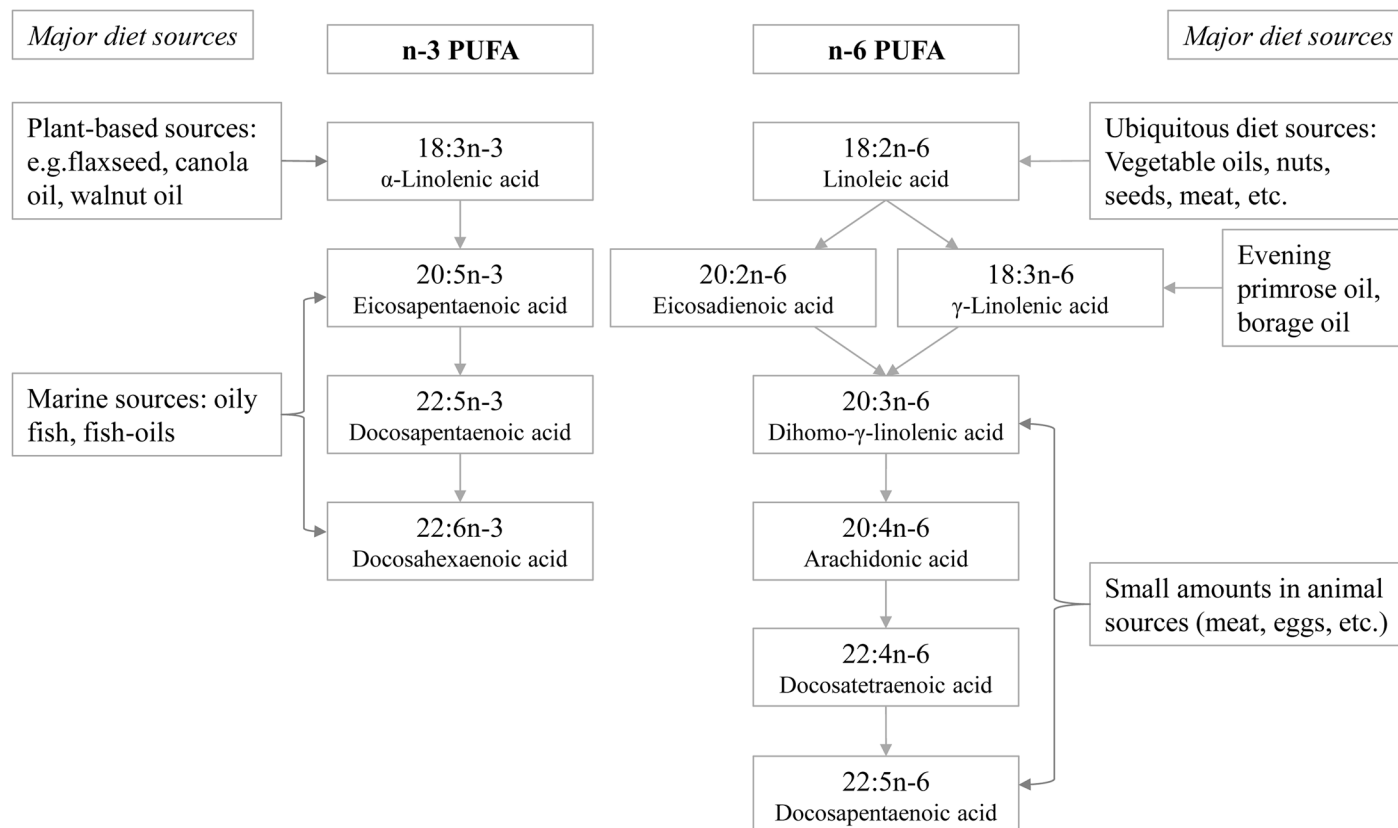 Major diet sources
n-3 PUFA
n-6 PUFA
Major diet sources
Plant-based sources:
e.g.flaxseed, canola
oil, walnut oil
18:3n-3
α-Linolenic acid
18:2n-6
Linoleic acid
Ubiquitous diet sources:
Vegetable oils, nuts,
seeds, meat, etc.
20:5n-3
Eicosapentaenoic acid
20:2n-6
Eicosadienoic acid
18:3n-6
γ-Linolenic acid
Evening
primrose oil,
borage oil
Marine sources: oily
fish, fish-oils
22:5n-3
Docosapentaenoic acid
20:3n-6
Dihomo-γ-linolenic acid
22:6n-3
Docosahexaenoic acid
20:4n-6
Arachidonic acid
Small amounts in animal
sources (meat, eggs, etc.)
22:4n-6
Docosatetraenoic acid
22:5n-6
Docosapentaenoic acid